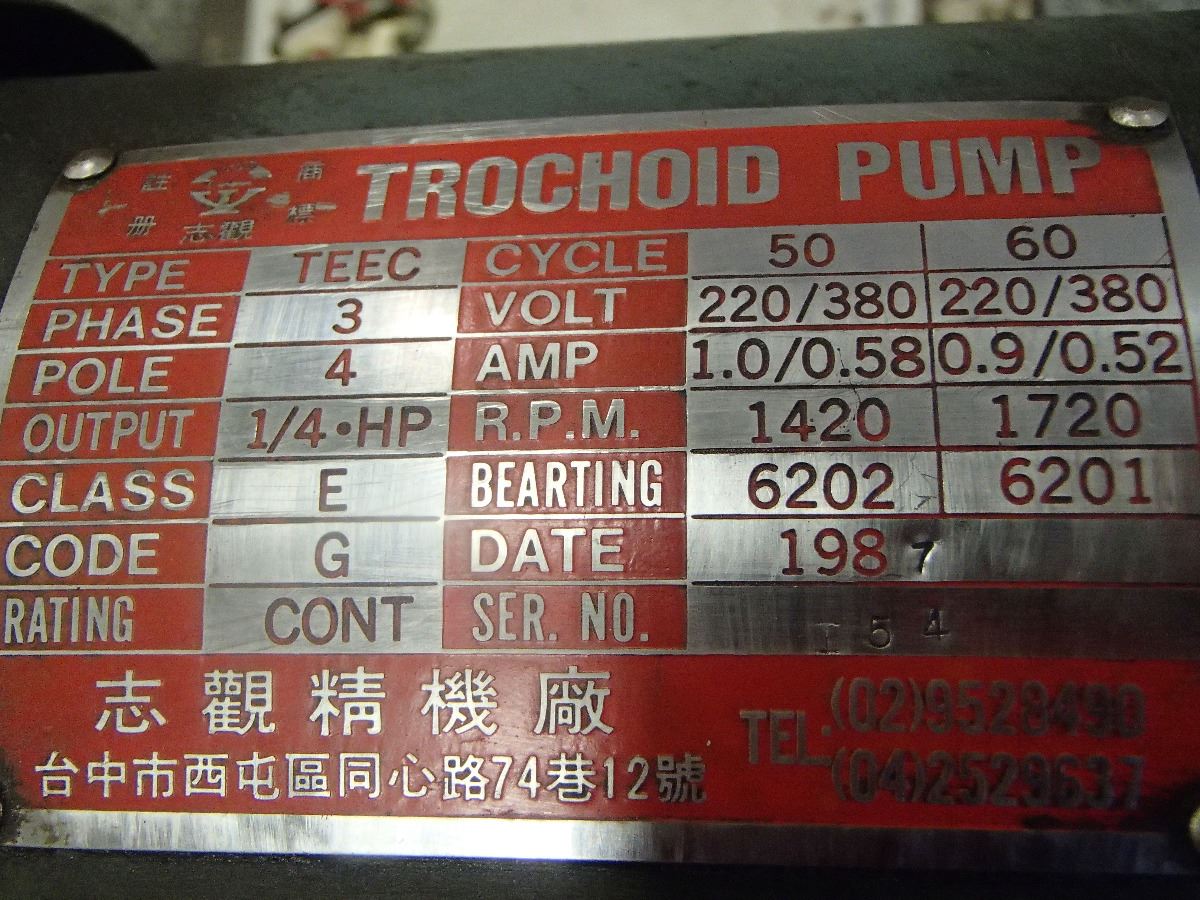 註 商
册 志觀 標
TROCHOID PUMP
TYPE TEEC CYCLE 50 60
PHASE 3 VOLT 220/380 220/380
POLE 4 AMP 1.0/0.58 0.9/0.52
OUTPUT 1/4·HP R.P.M. 1420 1720
CLASS E BEARTING 6202 6201
CODE G DATE 1987
RATING CONT SER. NO. 154
志觀精機廠
台中市西屯區同心路74巷12號
TEL.(02)9528490
(04)2529637